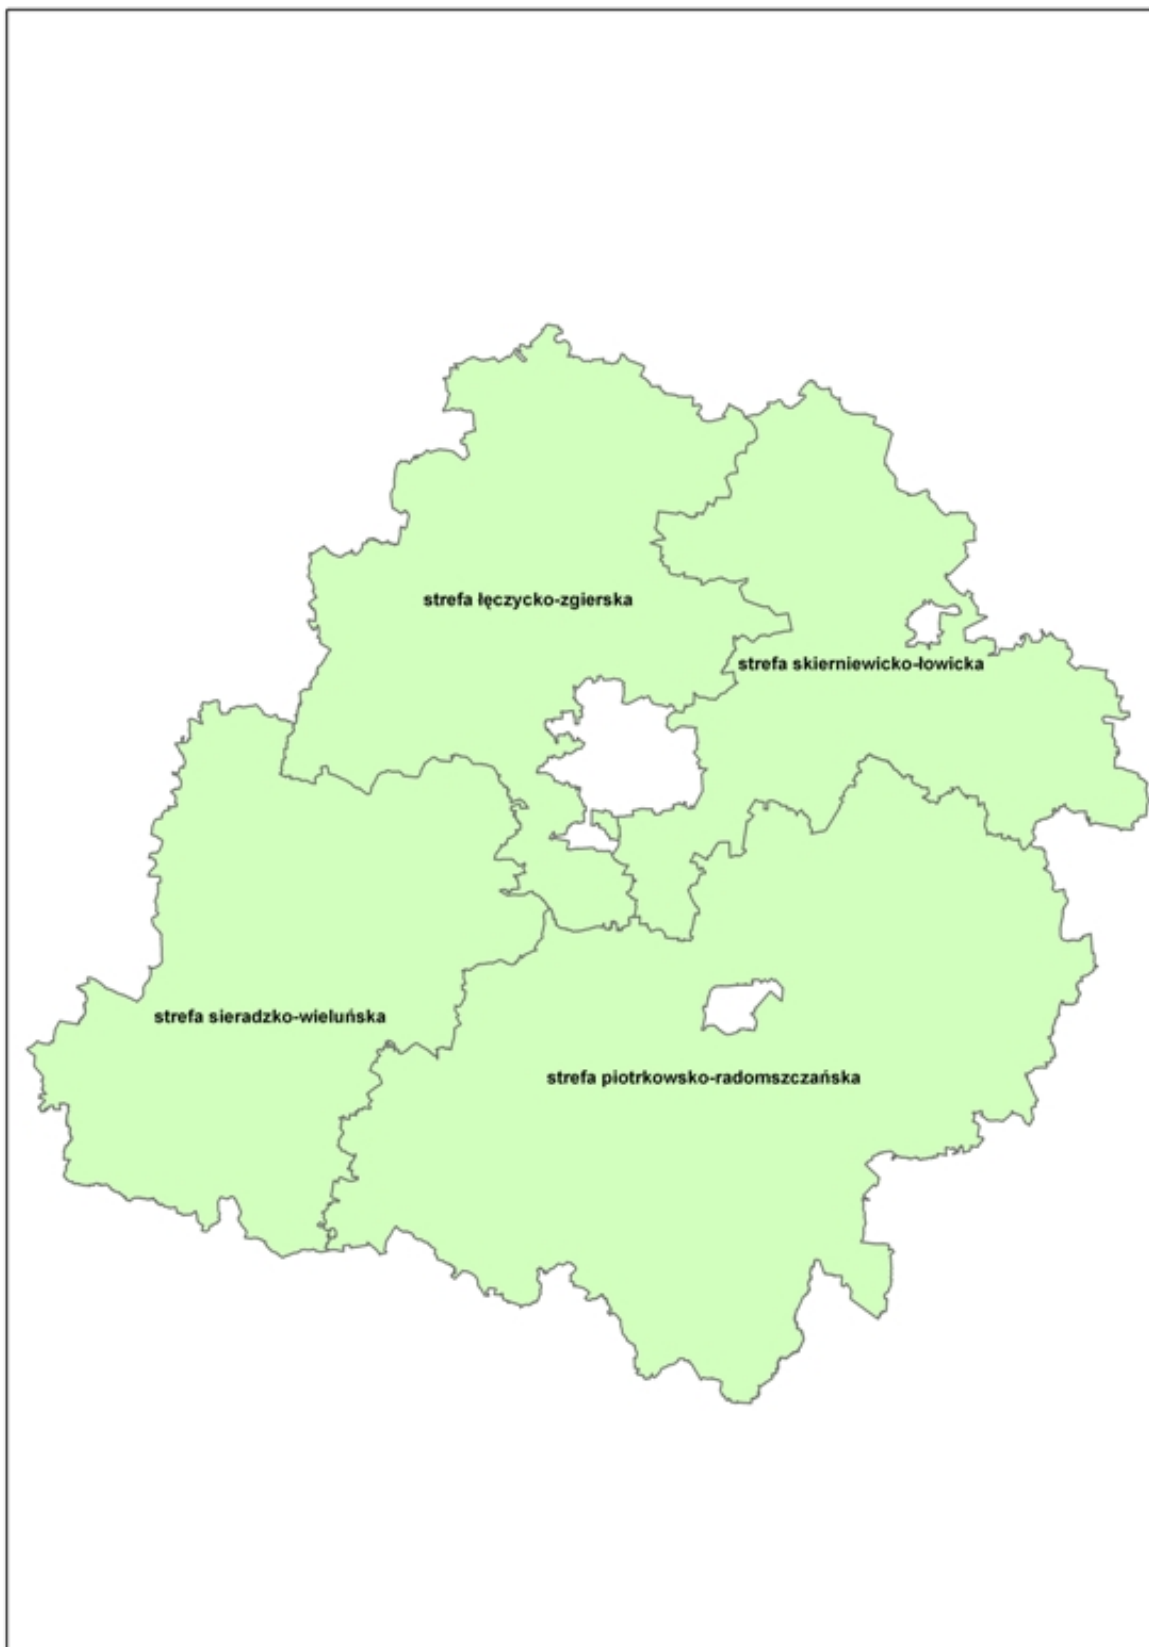 strefa łęczycko-zgierska
strefa skierniewicko-łowicka
strefa sieradzko-wieluńska
strefa piotrkowsko-radomszczańska